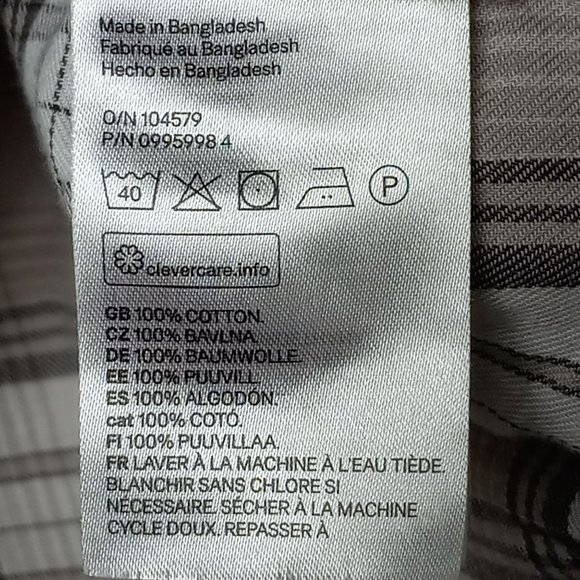 Made in Bangladesh
Fabriqué au Bangladesh
Hecho en Bangladesh
O/N 104579
P/N 0995998 4
40 P
clevercare.info
GB 100% COTTON.
CZ 100% BAVLNA.
DE 100% BAUMWOLLE.
EE 100% PUUVILL.
ES 100% ALGODÓN.
cat 100% COTÓ.
FI 100% PUUVILLAA.
FR LAVER À LA MACHINE À L'EAU TIÈDE.
BLANCHIR SANS CHLORE SI
NÉCESSAIRE. SÉCHER À LA MACHINE
CYCLE DOUX. REPASSER À